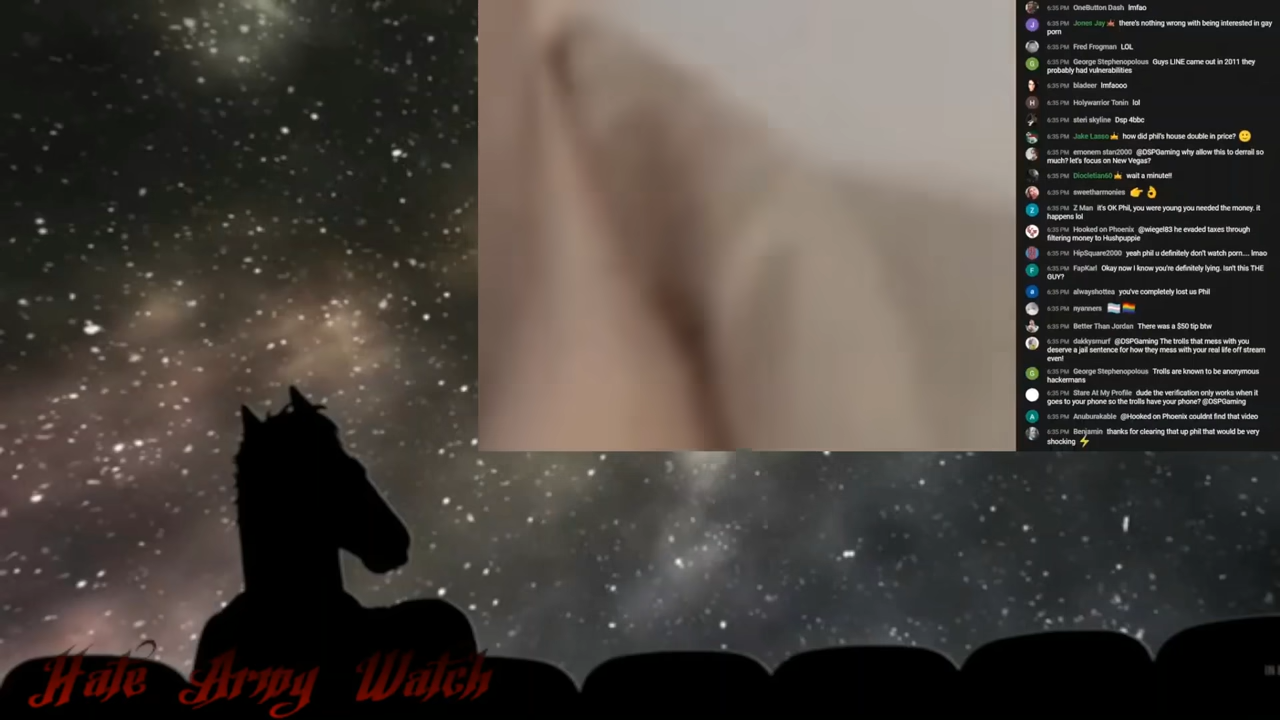 6:35 PM OneButton Dash lmfao
6:35 PM Jones Jay there's nothing wrong with being interested in gay
porn
6:35 PM Fred Frogman LOL
6:35 PM George Stephenopolous Guys LINE came out in 2011 they
probably had vulnerabilities
6:35 PM bladeer lmfaooo
6:35 PM Holywarrior Tonin lol
6:35 PM steri skyline Dsp 4bbc
6:35 PM Jake Lasso how did phil's house double in price? 🙂
6:35 PM emonem stan2000 @DSPGaming why allow this to derail so
much? let's focus on New Vegas?
6:35 PM Diocletian60 wait a minute!!
6:35 PM sweetharmonies 👉 👌
6:35 PM Z Man it's OK Phil, you were young you needed the money. it
happens lol
6:35 PM Hooked on Phoenix @wiegel83 he evaded taxes through
filtering money to Hushpuppie
6:35 PM HipSquare2000 yeah phil u definitely don't watch porn.... lmao
6:35 PM FapKarl Okay now I know you're definitely lying. Isn't this THE
GUY?
6:35 PM alwayshottea you've completely lost us Phil
6:35 PM nyanners 🏳️‍⚧️ 🏳️‍🌈
6:35 PM Better Than Jordan There was a $50 tip btw
6:35 PM dakkysmurf @DSPGaming The trolls that mess with you
deserve a jail sentence for how they mess with your real life off stream
even!
6:35 PM George Stephenopolous Trolls are known to be anonymous
hackermans
6:35 PM Stare At My Profile dude the verification only works when it
goes to your phone so the trolls have your phone? @DSPGaming
6:35 PM Anuburakable @Hooked on Phoenix couldnt find that video
6:35 PM Benjamin thanks for clearing that up phil that would be very
shocking ⚡
Hate Army Watch